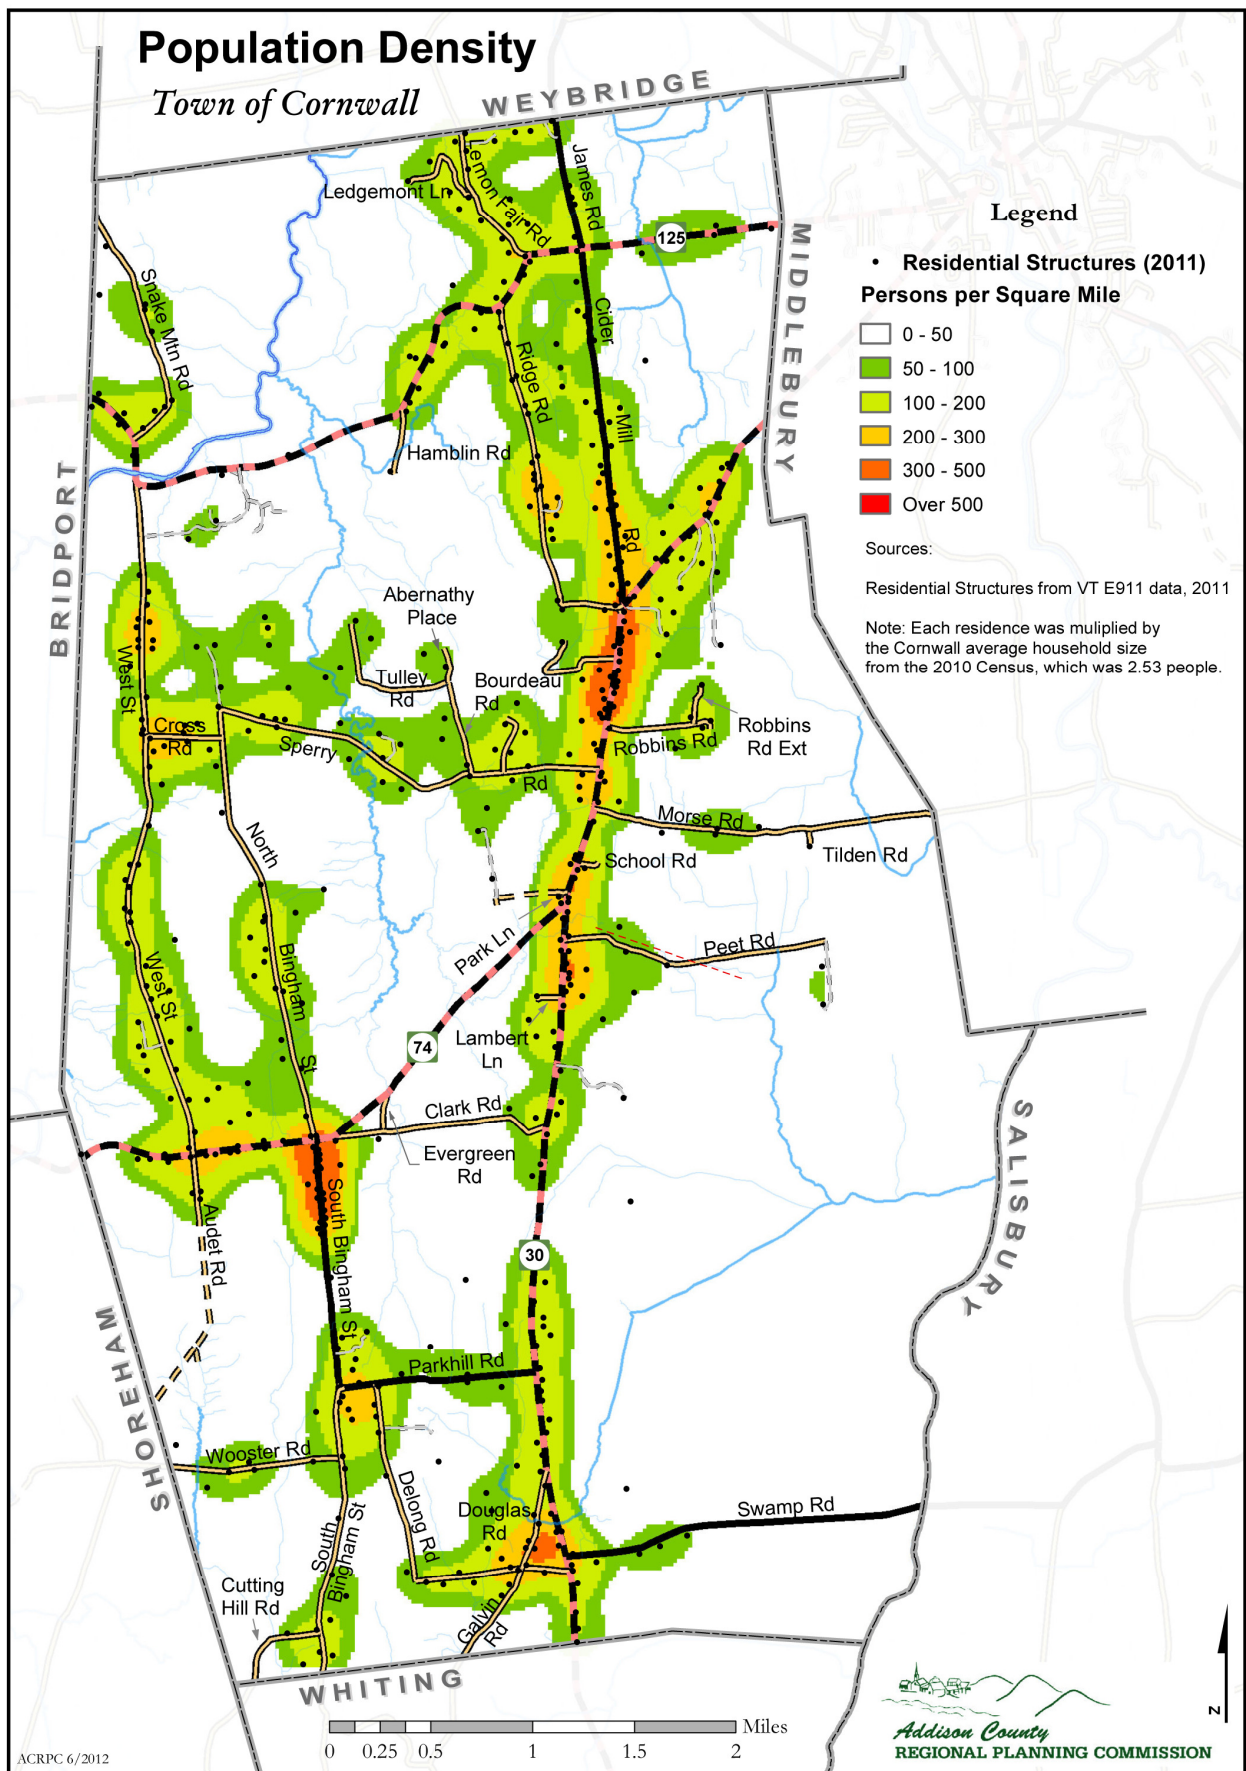 Population Density
Town of Cornwall
WEYBRIDGE
James Rd
Lemon Fair Rd
Ledgemont Ln
125
Legend
MIDDLEBURY
Residential Structures (2011)
Persons per Square Mile
0 - 50
50 - 100
100 - 200
200 - 300
300 - 500
Over 500
Snake Mtn Rd
Cider
Ridge Rd
Mill
Hamblin Rd
Rd
BRIDPORT
Sources:
Residential Structures from VT E911 data, 2011
Note: Each residence was muliplied by
the Cornwall average household size
from the 2010 Census, which was 2.53 people.
Abernathy
Place
West St
Tulley
Rd
Bourdeau
Rd
Cross
Rd
Sperry
Rd
Robbins Rd
Robbins
Rd Ext
Morse Rd
Tilden Rd
North
School Rd
Bingham
Park Ln
Peet Rd
West St
St
74
Lambert
Ln
Clark Rd
Evergreen
Rd
SALISBURY
South Bingham St
Audet Rd
30
SHOREHAM
Parkhill Rd
Wooster Rd
Delong Rd
Douglas
Rd
Swamp Rd
South
Bingham St
Cutting
Hill Rd
Galvin
Rd
WHITING
Miles
0 0.25 0.5 1 1.5 2
N
Addison County
REGIONAL PLANNING COMMISSION
ACRPC 6/2012